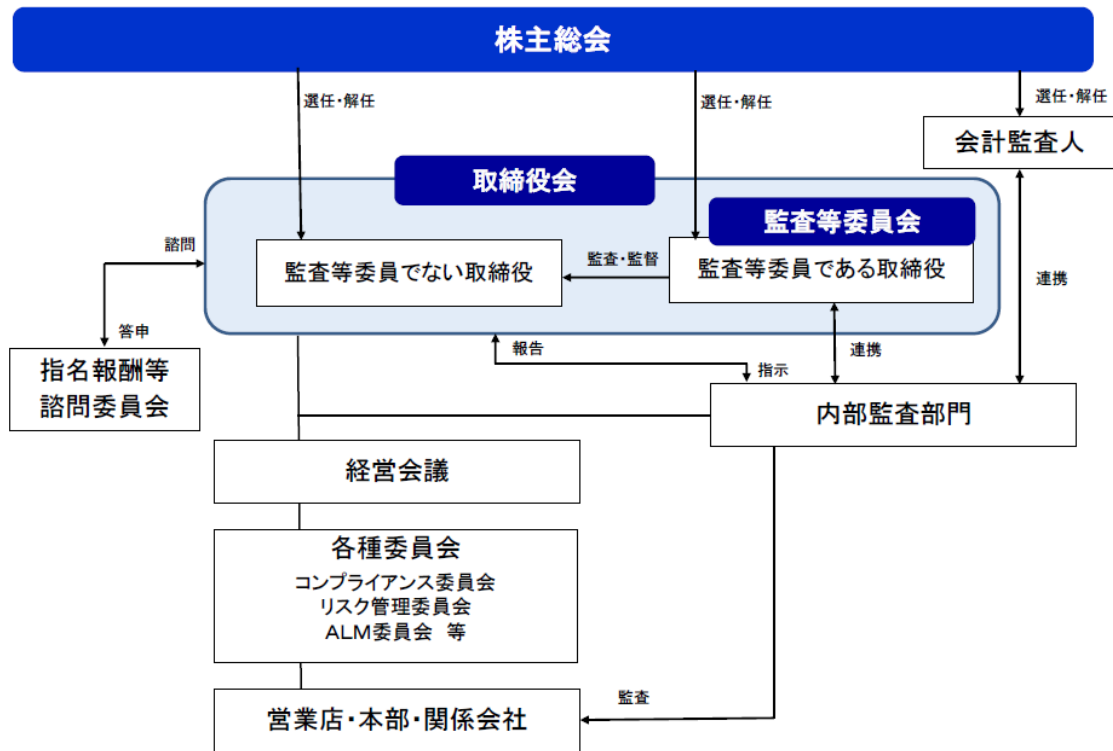 株主総会
選任・解任
選任・解任
選任・解任
会計監査人
取締役会
監査等委員会
諮問
監査等委員でない取締役
監査・監督
監査等委員である取締役
連携
答申
報告
連携
指示
指名報酬等
諮問委員会
内部監査部門
経営会議
各種委員会
コンプライアンス委員会
リスク管理委員会
ALM委員会 等
監査
営業店・本部・関係会社